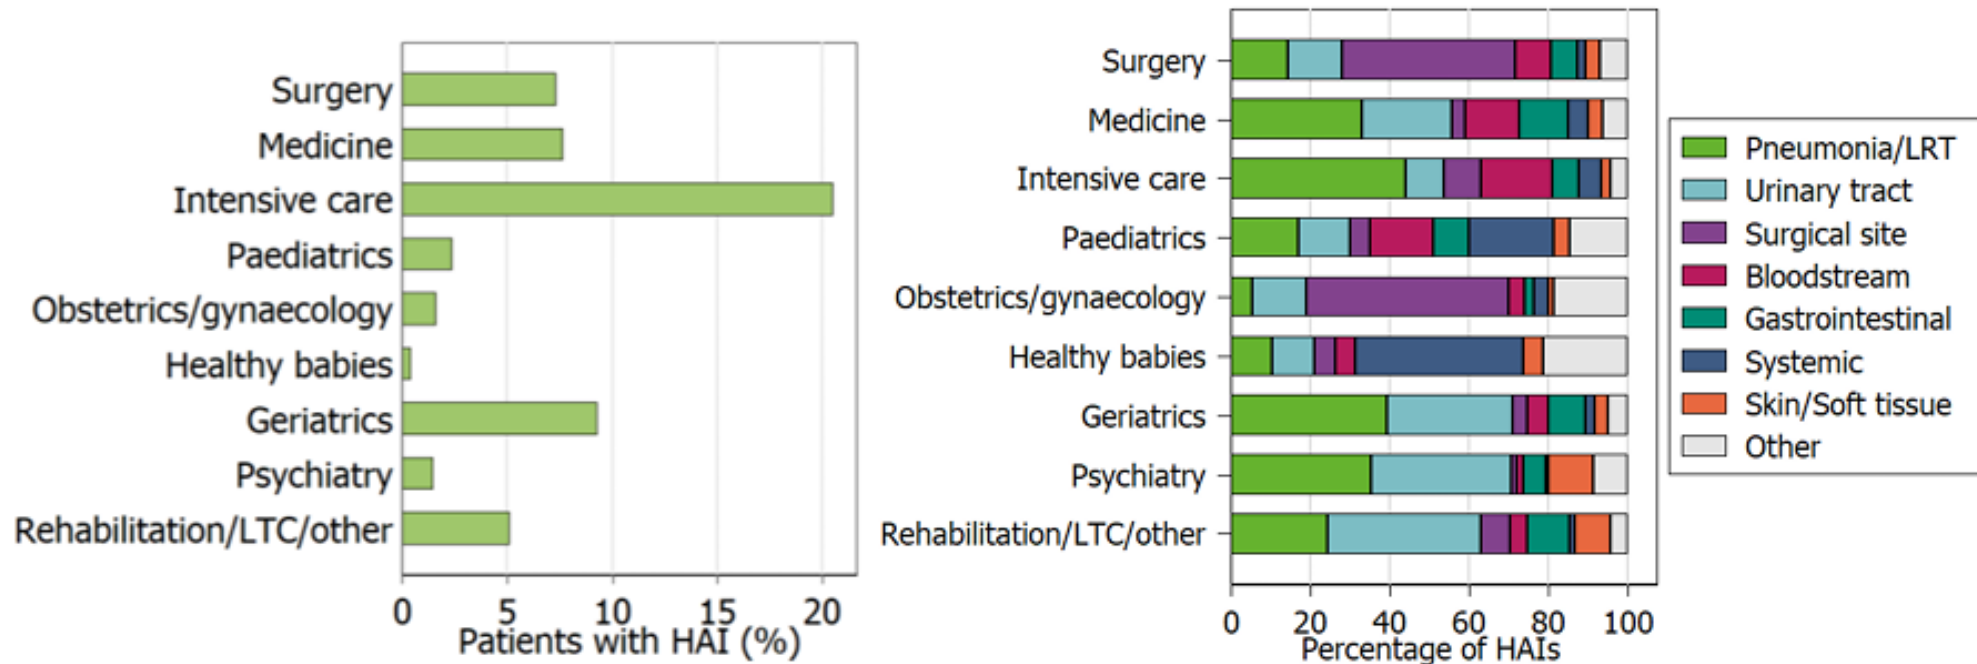 Surgery
Medicine
Intensive care
Paediatrics
Obstetrics/gynaecology
Healthy babies
Geriatrics
Psychiatry
Rehabilitation/LTC/other
0 5 10 15 20
Patients with HAI (%)
Surgery
Medicine
Intensive care
Paediatrics
Obstetrics/gynaecology
Healthy babies
Geriatrics
Psychiatry
Rehabilitation/LTC/other
0 20 40 60 80 100
Percentage of HAIs
Pneumonia/LRT
Urinary tract
Surgical site
Bloodstream
Gastrointestinal
Systemic
Skin/Soft tissue
Other